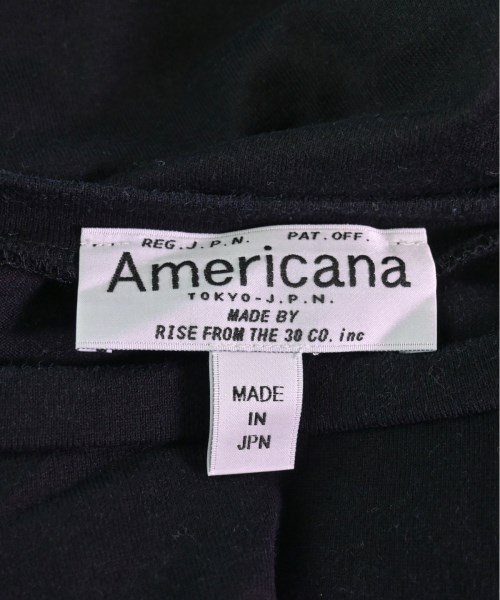 REG.J.P.N. PAT.OFF.
Americana
TOKYO-J.P.N.
MADE BY
RISE FROM THE 30 CO. inc
MADE
IN
JPN